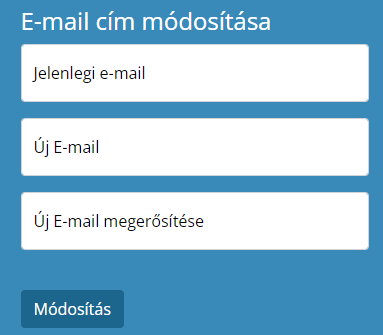 E-mail cím módosítása
Jelenlegi e-mail
Új E-mail
Új E-mail megerősítése
Módosítás